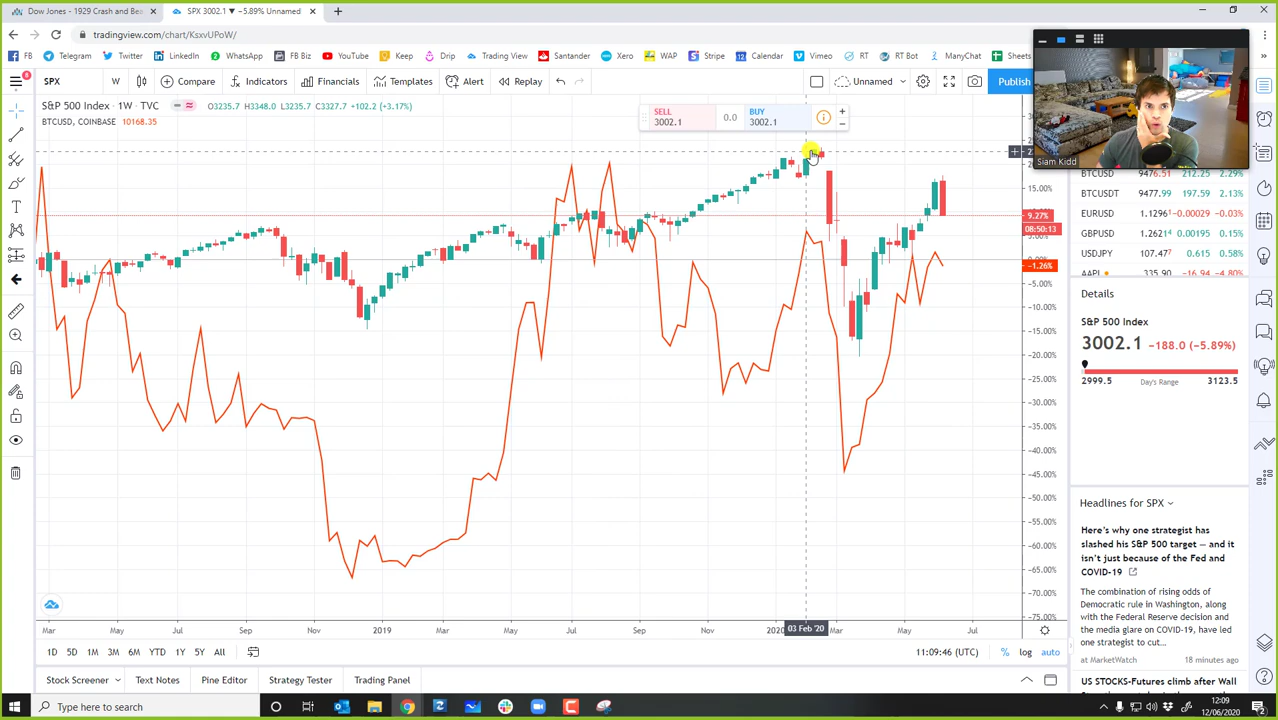 Dow Jones - 1929 Crash and Bea
SPX 3002.1 ▼ −5.89% Unnamed
tradingview.com/chart/KsxvUPoW/
FB
Telegram
Twitter
LinkedIn
WhatsApp
FB Biz
YouTube
Geep
Drip
Trading View
Santander
Xero
WAP
Stripe
Coinbase
Vimeo
RT
RT Bot
ManyChat
Sheets
8
SPX
W
Compare
Indicators
Financials
Templates
Alert
Replay
Unnamed
Publish
S&P 500 Index · 1W · TVC
O3235.7 H3348.0 L3235.7 C3327.7 +102.2 (+3.17%)
BTCUSD, COINBASE 10168.35
SELL
3002.1
0.0
BUY
3002.1
Siam Kidd
BTCUSD 9476.51 212.25 2.29%
BTCUSDT 9477.99 197.59 2.13%
EURUSD 1.1296¹ −0.00029 −0.03%
GBPUSD 1.2621⁴ 0.00195 0.15%
USDJPY 107.47⁷ 0.615 0.58%
AAPL 335.90 −16.94 −4.80%
15.00%
9.27%
08:50:13
5.00%
0.00%
−1.26%
−5.00%
−10.00%
−15.00%
−20.00%
−25.00%
−30.00%
−35.00%
−40.00%
−45.00%
−50.00%
−55.00%
−60.00%
−65.00%
−70.00%
−75.00%
Details
S&P 500 Index
3002.1 −188.0 (−5.89%)
2999.5 Day's Range 3123.5
Headlines for SPX
Here's why one strategist has
slashed his S&P 500 target — and it
isn't just because of the Fed and
COVID-19
The combination of rising odds of
Democratic rule in Washington, along
with the Federal Reserve decision and
the media glare on COVID-19, have led
one strategist to cut...
at MarketWatch 18 minutes ago
US STOCKS-Futures climb after Wall
Mar May Jul Sep Nov 2019 Mar May Jul Sep Nov 2020 03 Feb '20 Mar May Jul
1D 5D 1M 3M 6M YTD 1Y 5Y All
11:09:46 (UTC) % log auto
Stock Screener
Text Notes
Pine Editor
Strategy Tester
Trading Panel
Type here to search
12:09
12/06/2020